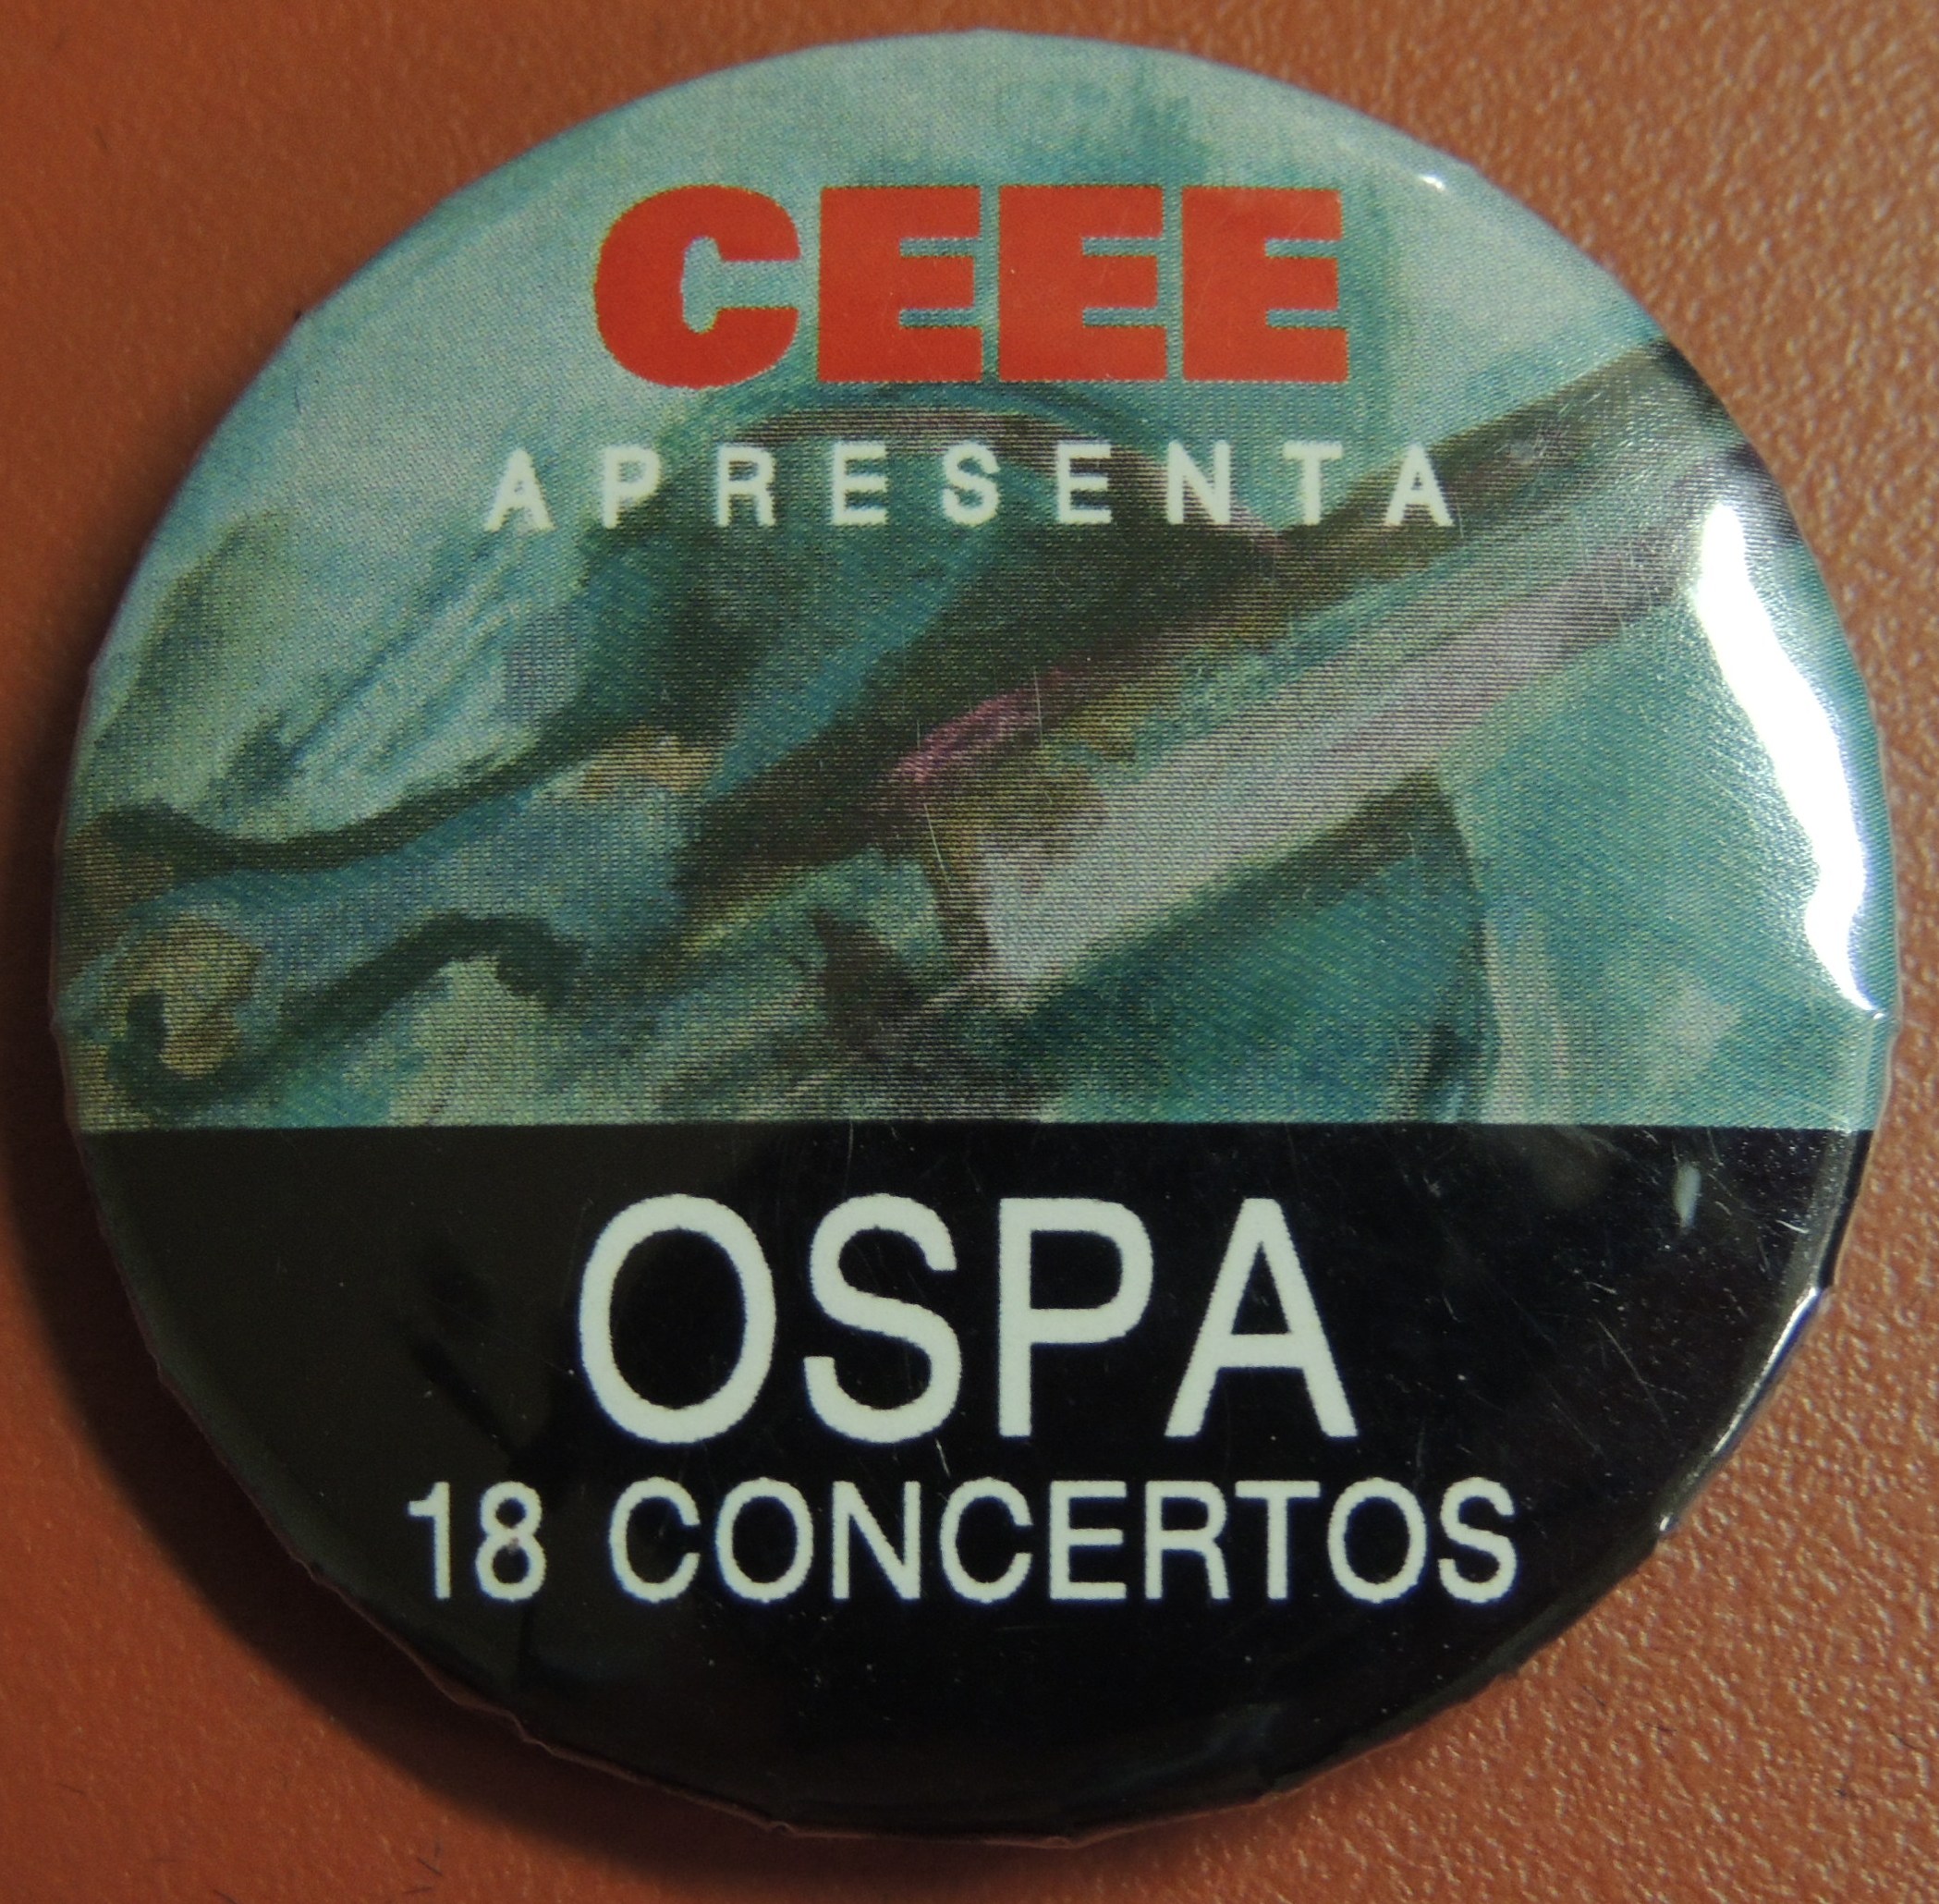 CEEE
APRESENTA
OSPA
18 CONCERTOS